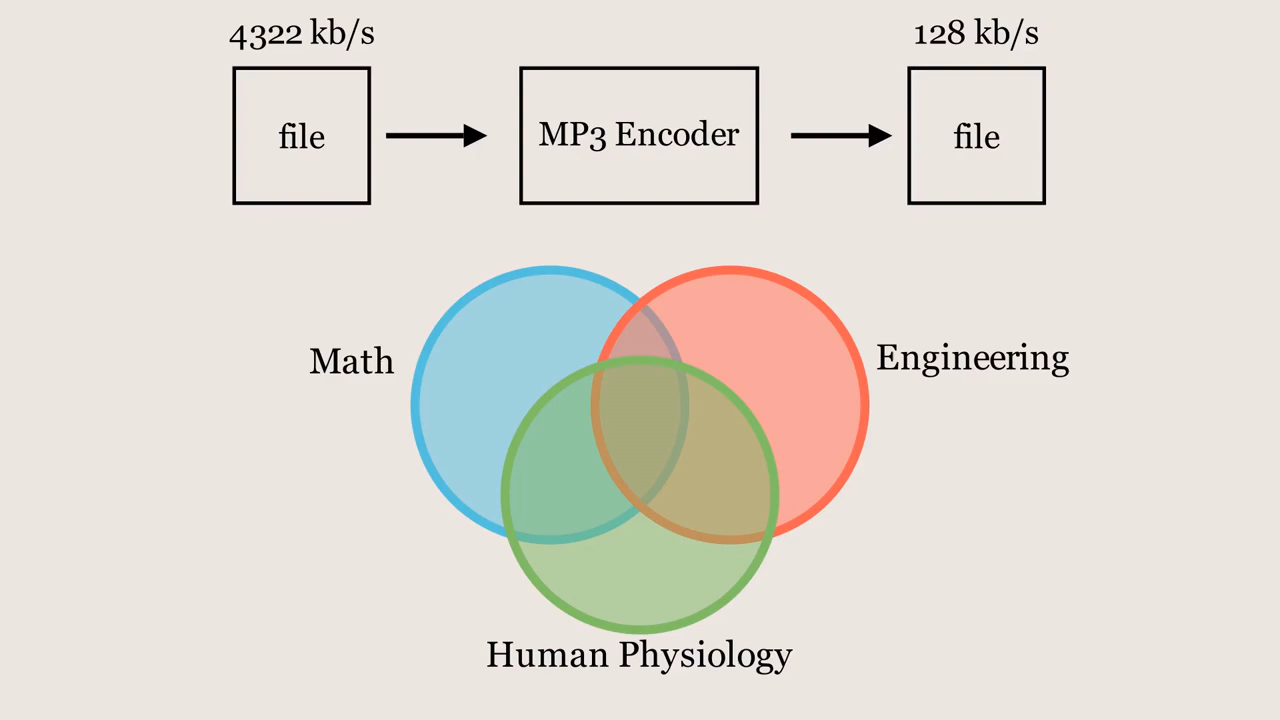 4322 kb/s
128 kb/s
file
MP3 Encoder
file
Math
Engineering
Human Physiology